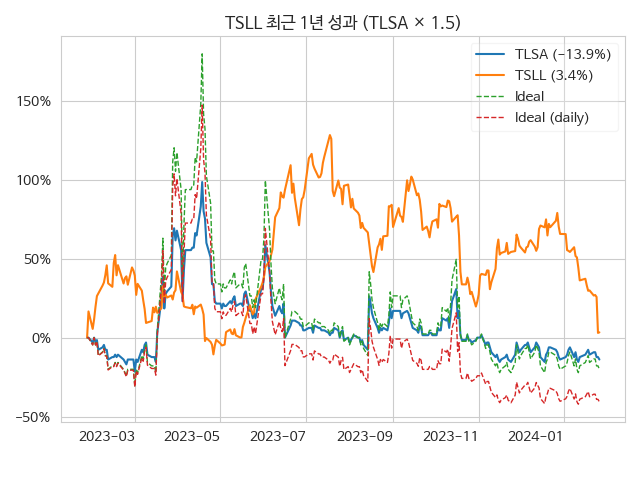 TSLL 최근 1년 성과 (TLSA × 1.5)
TLSA (−13.9%)
TSLL (3.4%)
Ideal
Ideal (daily)
150%
100%
50%
0%
−50%
2023-03
2023-05
2023-07
2023-09
2023-11
2024-01